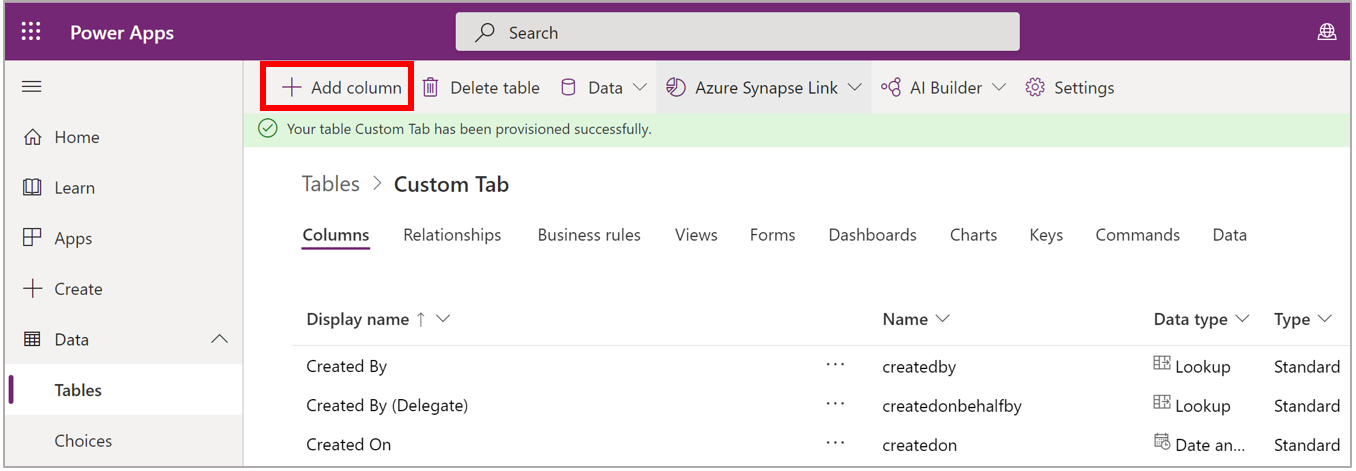 Power Apps
Search
Add column
Delete table
Data
Azure Synapse Link
AI Builder
Settings
Your table Custom Tab has been provisioned successfully.
Home
Learn
Apps
Create
Data
Tables
Choices
Tables > Custom Tab
Columns Relationships Business rules Views Forms Dashboards Charts Keys Commands Data
Display name ↑ Name Data type Type
Created By ··· createdby Lookup Standard
Created By (Delegate) ··· createdonbehalfby Lookup Standard
Created On ··· createdon Date an... Standard